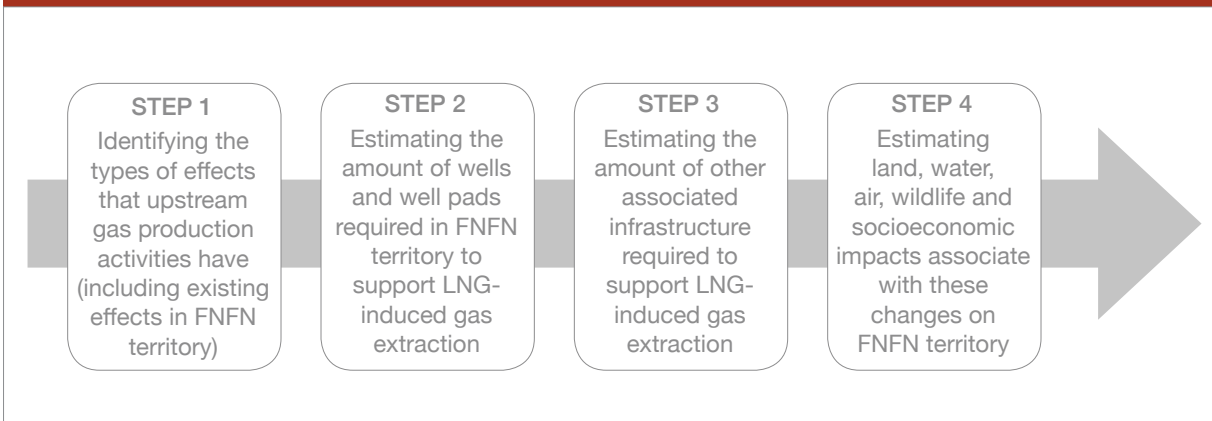 STEP 1
Identifying the
types of effects
that upstream
gas production
activities have
(including existing
effects in FNFN
territory)
STEP 2
Estimating the
amount of wells
and well pads
required in FNFN
territory to
support LNG-
induced gas
extraction
STEP 3
Estimating the
amount of other
associated
infrastructure
required to
support LNG-
induced gas
extraction
STEP 4
Estimating
land, water,
air, wildlife and
socioeconomic
impacts associate
with these
changes on
FNFN territory